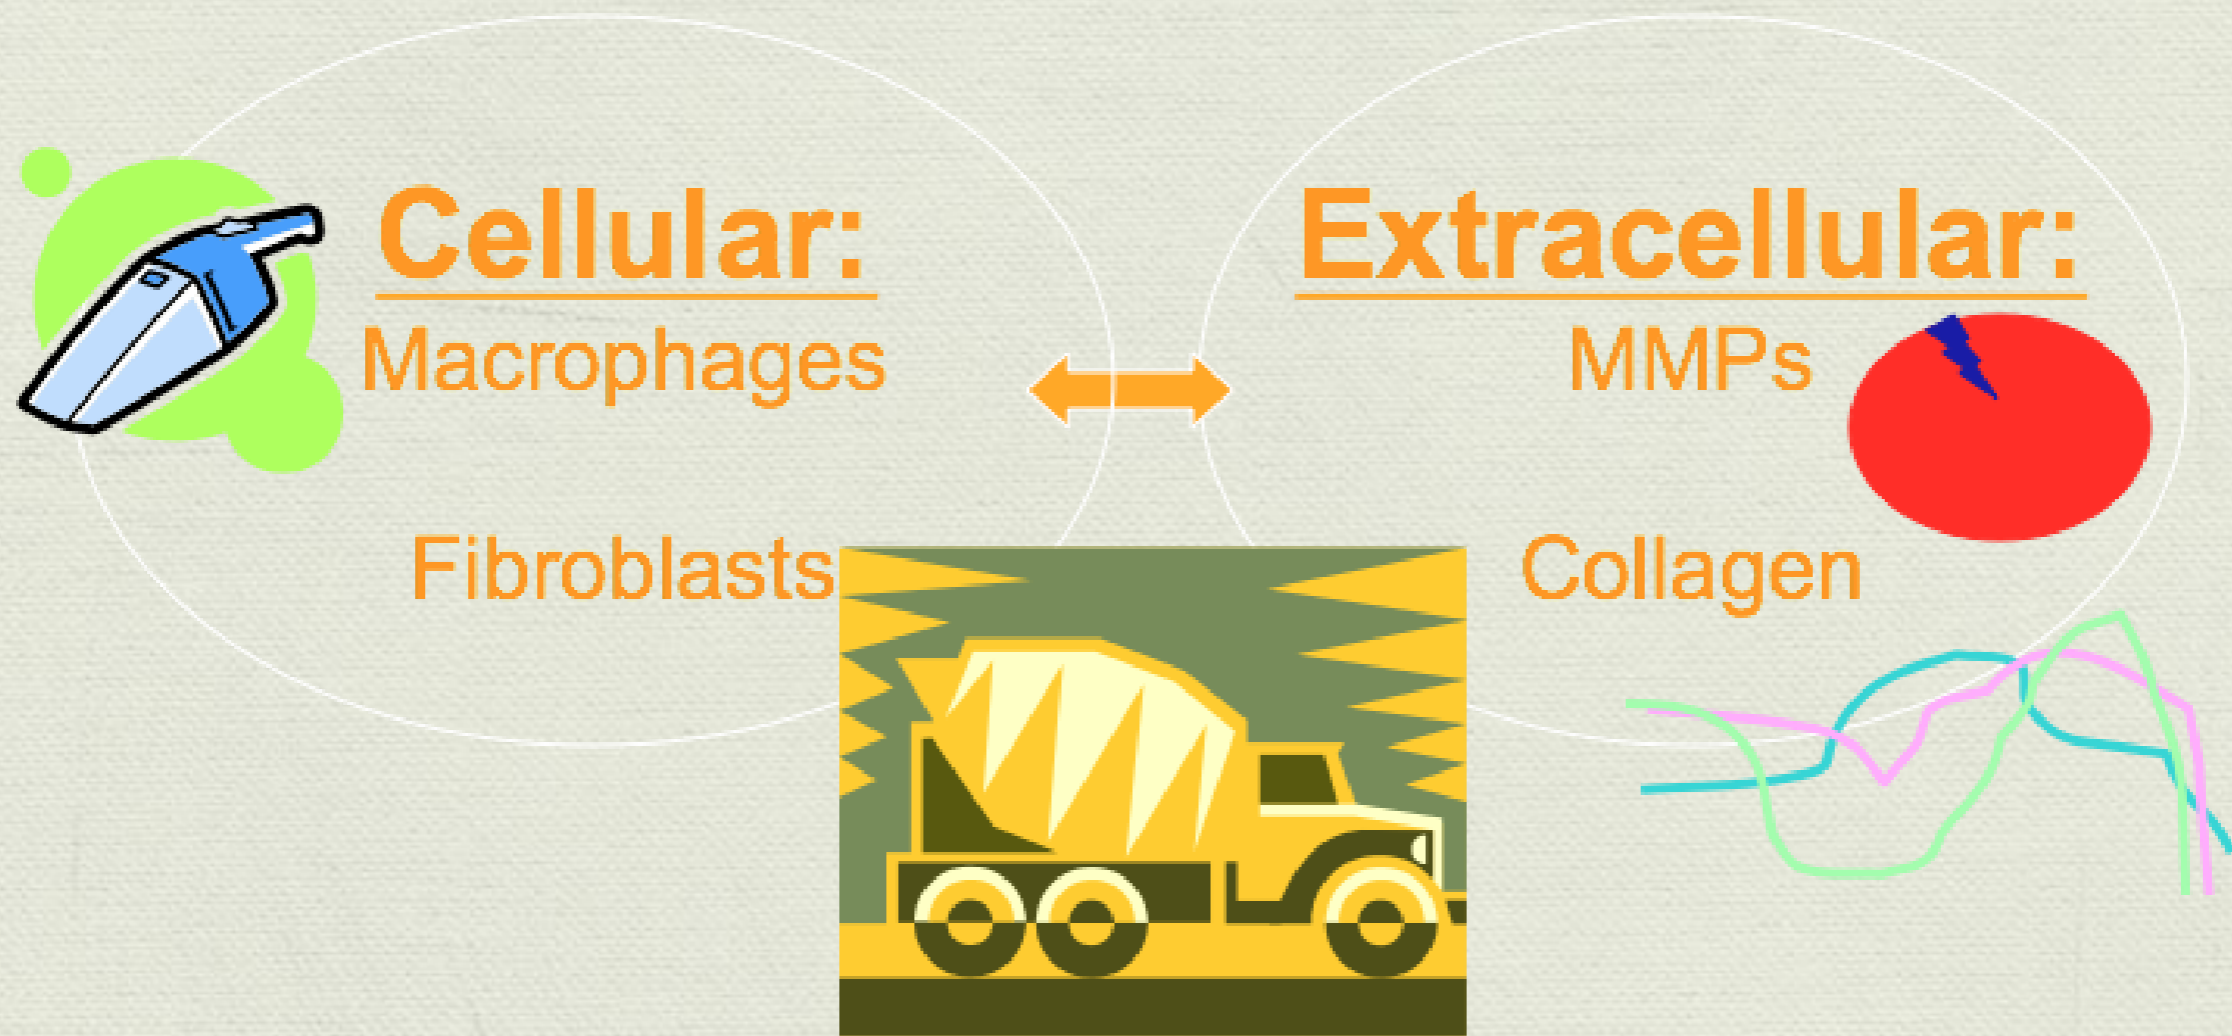 Cellular:
Macrophages
Fibroblasts
Extracellular:
MMPs
Collagen